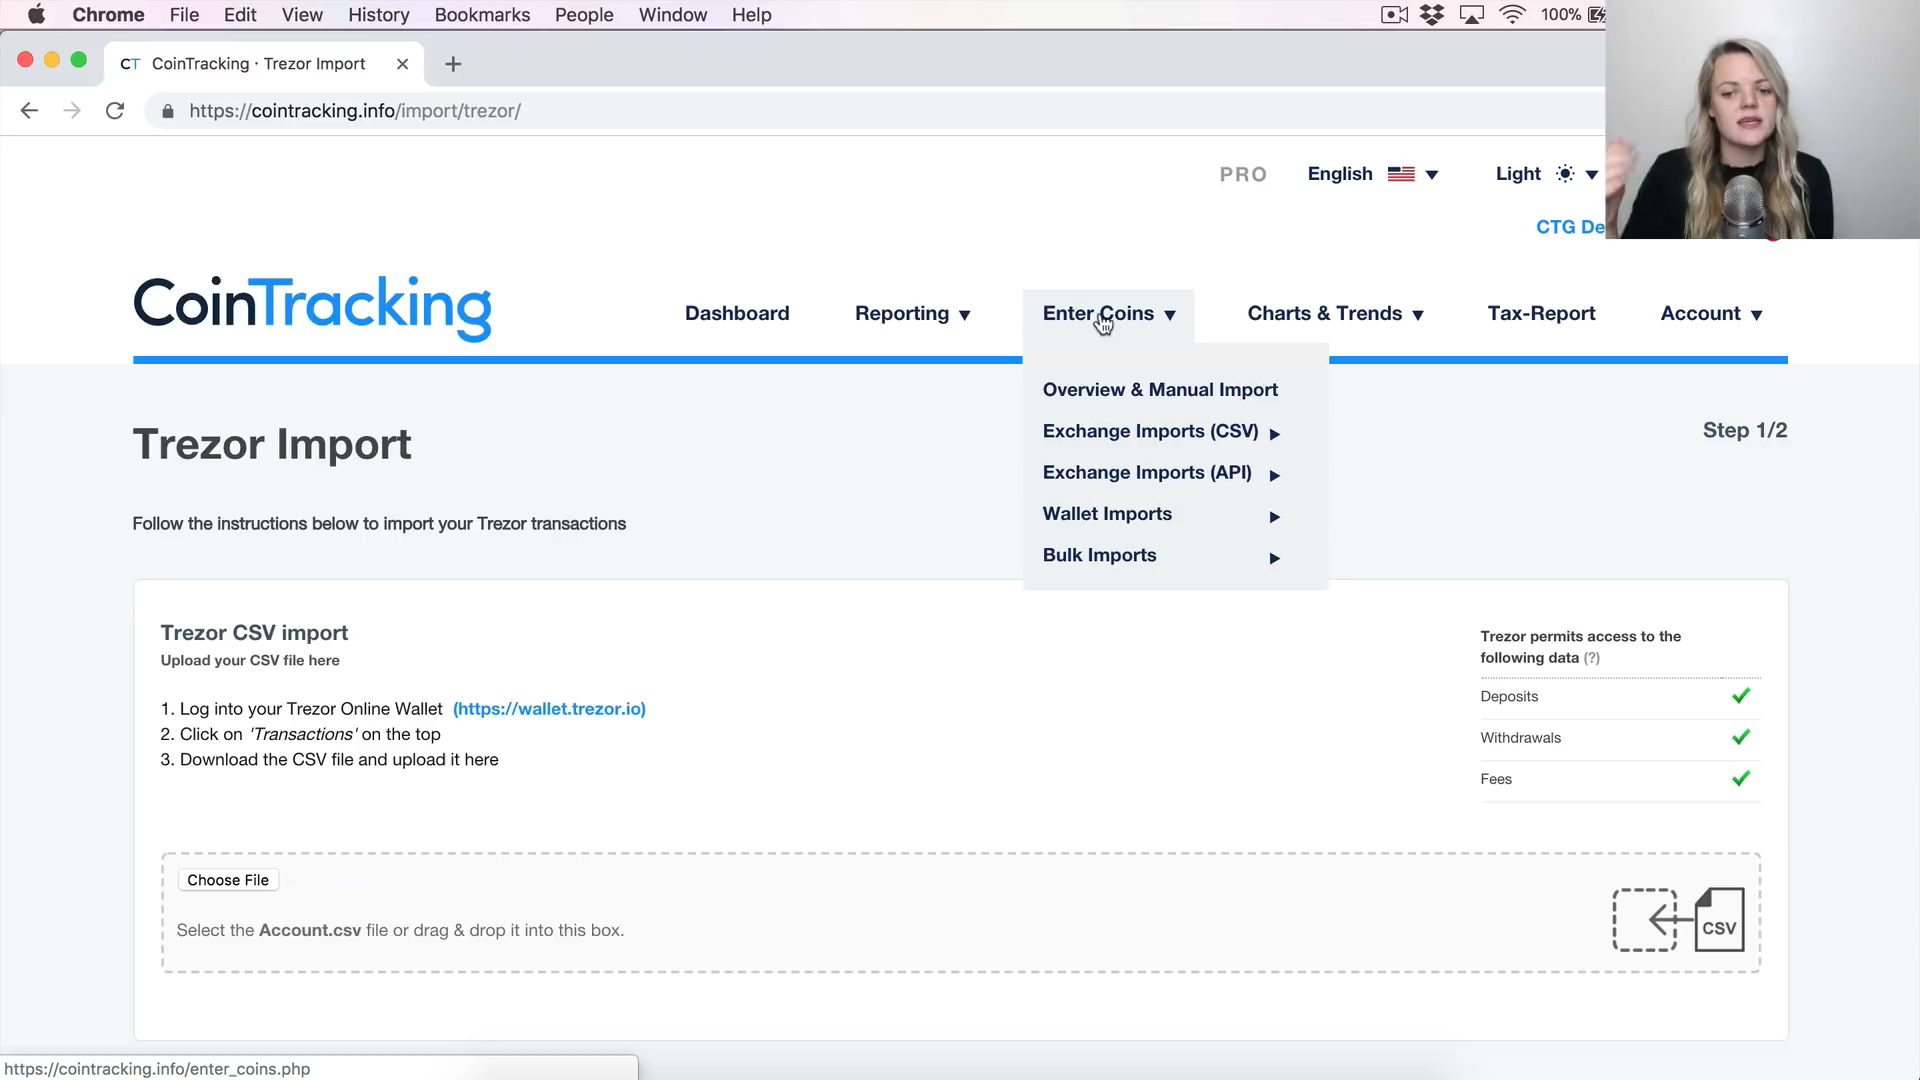 Chrome File Edit View History Bookmarks People Window Help 100%
CT CoinTracking · Trezor Import
https://cointracking.info/import/trezor/
PRO English Light
CTG De
CoinTracking
Dashboard Reporting Enter Coins Charts & Trends Tax-Report Account
Overview & Manual Import
Exchange Imports (CSV)
Exchange Imports (API)
Wallet Imports
Bulk Imports
Trezor Import
Step 1/2
Follow the instructions below to import your Trezor transactions
Trezor CSV import
Upload your CSV file here
1. Log into your Trezor Online Wallet (https://wallet.trezor.io)
2. Click on 'Transactions' on the top
3. Download the CSV file and upload it here
Trezor permits access to the
following data (?)
Deposits
Withdrawals
Fees
Choose File
Select the Account.csv file or drag & drop it into this box.
CSV
https://cointracking.info/enter_coins.php